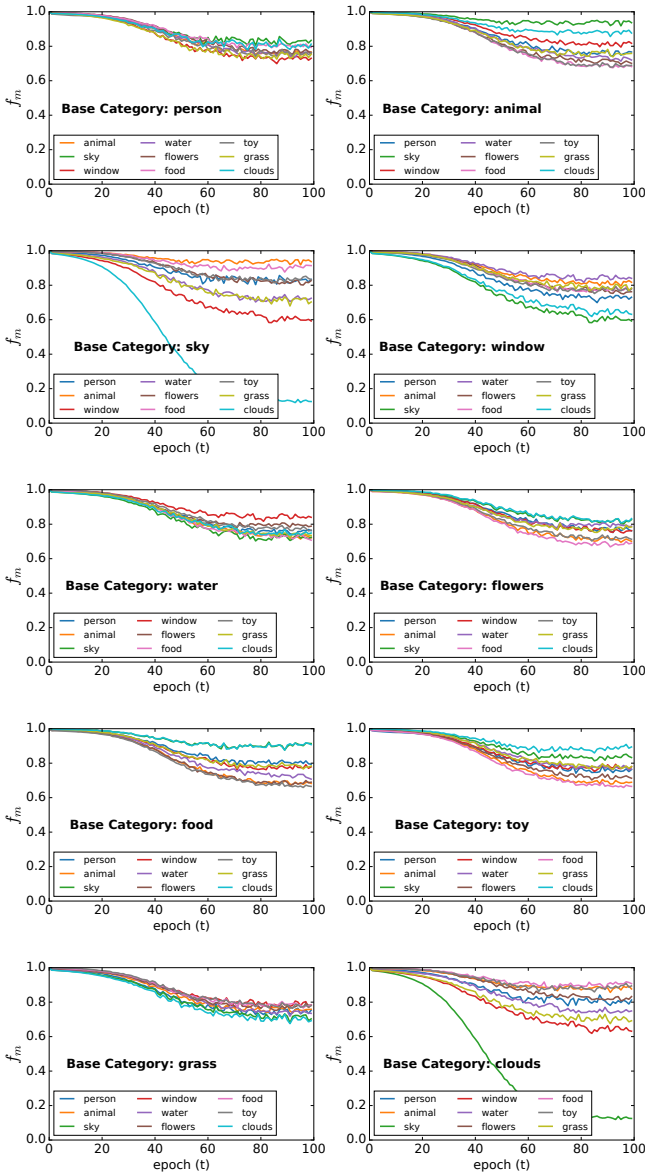 1.0
0.8
0.6
0.4
0.2
0.0
f_m
Base Category: person
animal water toy
sky flowers grass
window food clouds
0 20 40 60 80 100
epoch (t)
1.0
0.8
0.6
0.4
0.2
0.0
f_m
Base Category: animal
person water toy
sky flowers grass
window food clouds
0 20 40 60 80 100
epoch (t)
1.0
0.8
0.6
0.4
0.2
0.0
f_m
Base Category: sky
person water toy
animal flowers grass
window food clouds
0 20 40 60 80 100
epoch (t)
1.0
0.8
0.6
0.4
0.2
0.0
f_m
Base Category: window
person water toy
animal flowers grass
sky food clouds
0 20 40 60 80 100
epoch (t)
1.0
0.8
0.6
0.4
0.2
0.0
f_m
Base Category: water
person window toy
animal flowers grass
sky food clouds
0 20 40 60 80 100
epoch (t)
1.0
0.8
0.6
0.4
0.2
0.0
f_m
Base Category: flowers
person window toy
animal water grass
sky food clouds
0 20 40 60 80 100
epoch (t)
1.0
0.8
0.6
0.4
0.2
0.0
f_m
Base Category: food
person window toy
animal water grass
sky flowers clouds
0 20 40 60 80 100
epoch (t)
1.0
0.8
0.6
0.4
0.2
0.0
f_m
Base Category: toy
person window food
animal water grass
sky flowers clouds
0 20 40 60 80 100
epoch (t)
1.0
0.8
0.6
0.4
0.2
0.0
f_m
Base Category: grass
person window food
animal water toy
sky flowers clouds
0 20 40 60 80 100
epoch (t)
1.0
0.8
0.6
0.4
0.2
0.0
f_m
Base Category: clouds
person window food
animal water toy
sky flowers grass
0 20 40 60 80 100
epoch (t)